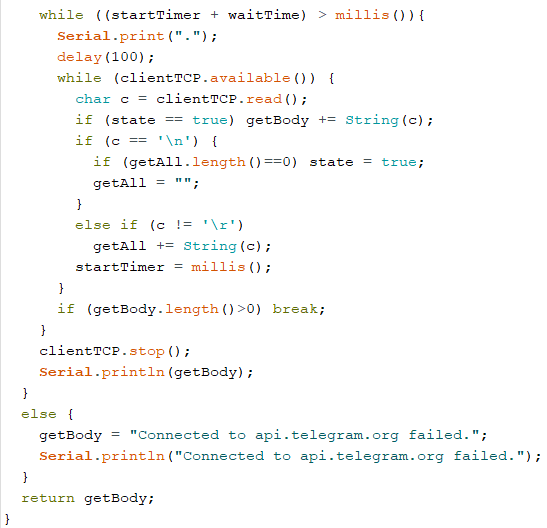 while ((startTimer + waitTime) > millis()){
Serial.print(".");
delay(100);
while (clientTCP.available()) {
char c = clientTCP.read();
if (state == true) getBody += String(c);
if (c == '\n') {
if (getAll.length()==0) state = true;
getAll = "";
}
else if (c != '\r')
getAll += String(c);
startTimer = millis();
}
if (getBody.length()>0) break;
}
clientTCP.stop();
Serial.println(getBody);
}
else {
getBody = "Connected to api.telegram.org failed.";
Serial.println("Connected to api.telegram.org failed.");
}
return getBody;
}